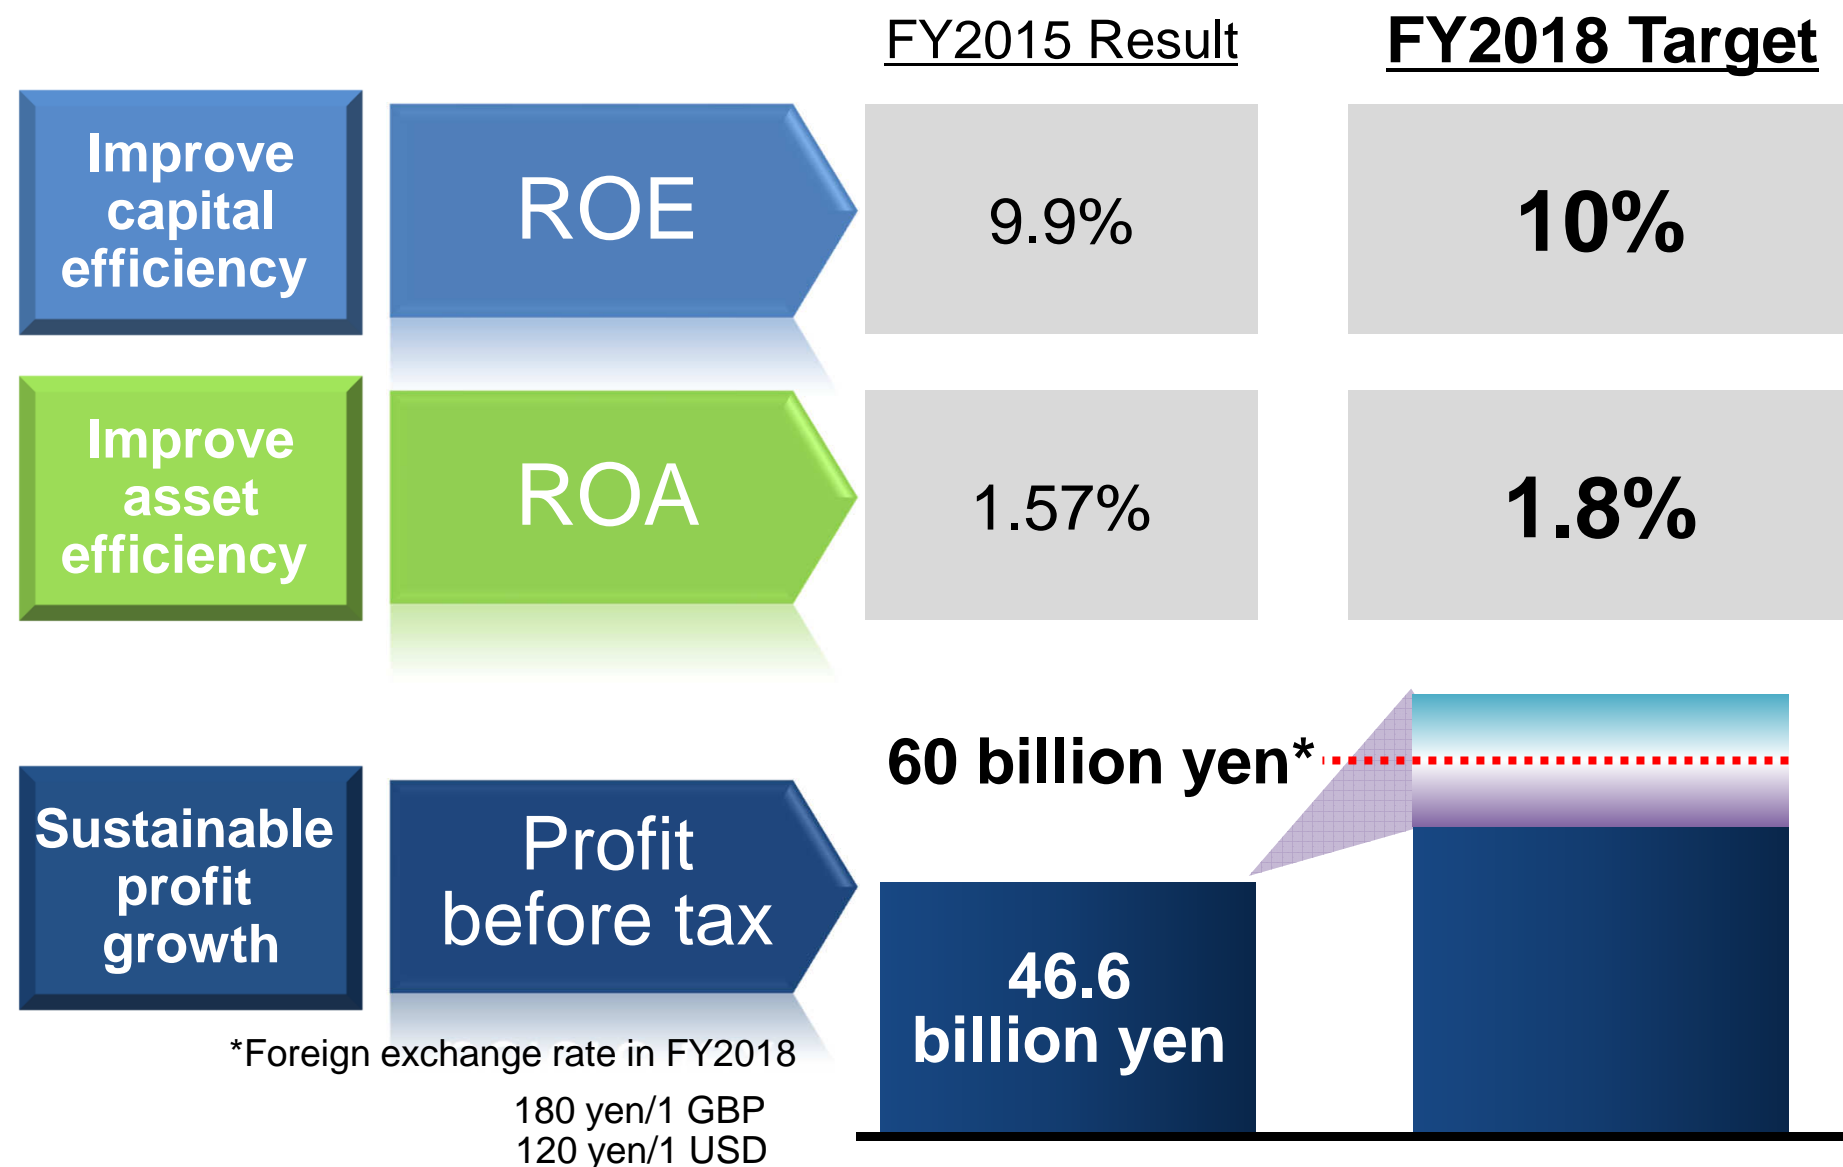 FY2015 Result
FY2018 Target
Improve
capital
efficiency
ROE
9.9%
10%
Improve
asset
efficiency
ROA
1.57%
1.8%
60 billion yen*
Sustainable
profit
growth
Profit
before tax
46.6
billion yen
*Foreign exchange rate in FY2018
180 yen/1 GBP
120 yen/1 USD